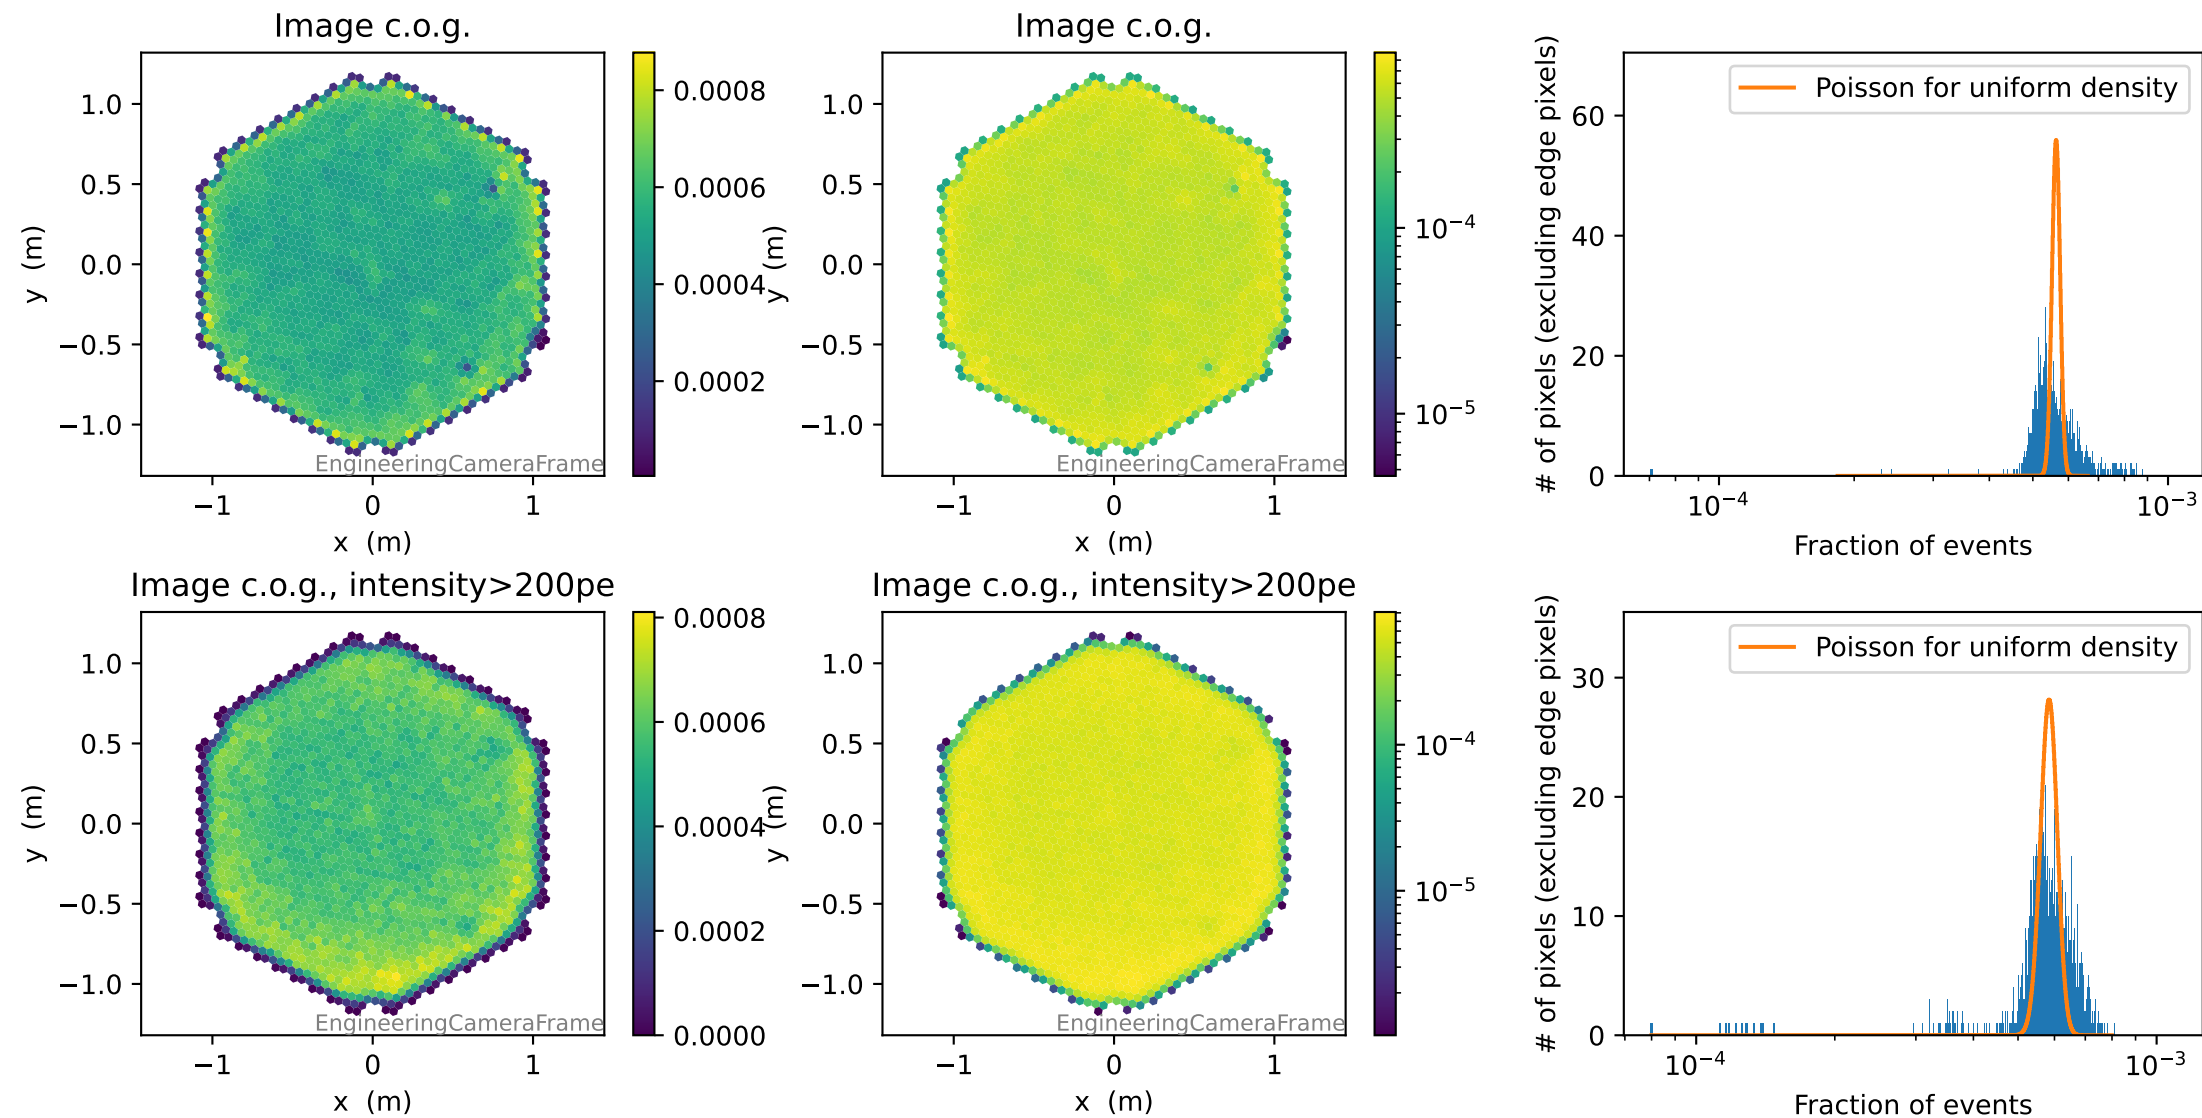 Image c.o.g.
y (m)
1.0
0.5
0.0
−0.5
−1.0
EngineeringCameraFrame
−1 0 1
x (m)
0.0008
0.0006
0.0004
0.0002
Image c.o.g.
y (m)
1.0
0.5
0.0
−0.5
−1.0
EngineeringCameraFrame
−1 0 1
x (m)
10⁻⁴
10⁻⁵
# of pixels (excluding edge pixels)
60
40
20
0
Poisson for uniform density
10⁻⁴ 10⁻³
Fraction of events
Image c.o.g., intensity>200pe
y (m)
1.0
0.5
0.0
−0.5
−1.0
EngineeringCameraFrame
−1 0 1
x (m)
0.0008
0.0006
0.0004
0.0002
0.0000
Image c.o.g., intensity>200pe
y (m)
1.0
0.5
0.0
−0.5
−1.0
EngineeringCameraFrame
−1 0 1
x (m)
10⁻⁴
10⁻⁵
# of pixels (excluding edge pixels)
30
20
10
0
Poisson for uniform density
10⁻⁴ 10⁻³
Fraction of events